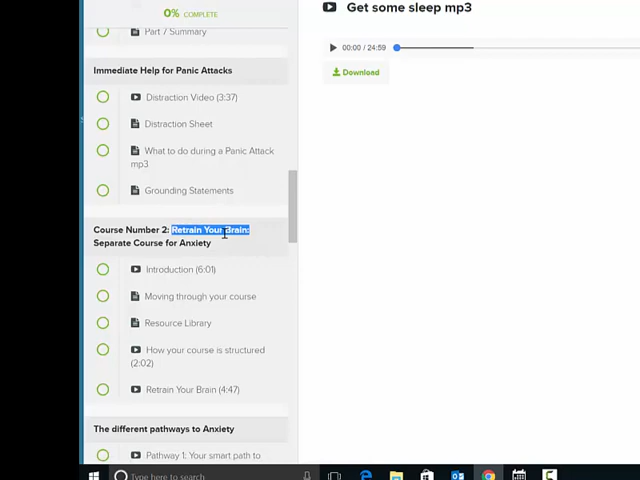 0% COMPLETE
Part 7 Summary
Immediate Help for Panic Attacks
Distraction Video (3:37)
Distraction Sheet
What to do during a Panic Attack
mp3
Grounding Statements
Course Number 2: Retrain Your Brain:
Separate Course for Anxiety
Introduction (6:01)
Moving through your course
Resource Library
How your course is structured
(2:02)
Retrain Your Brain (4:47)
The different pathways to Anxiety
Pathway 1: Your smart path to
Get some sleep mp3
00:00 / 24:59
Download
Type here to search